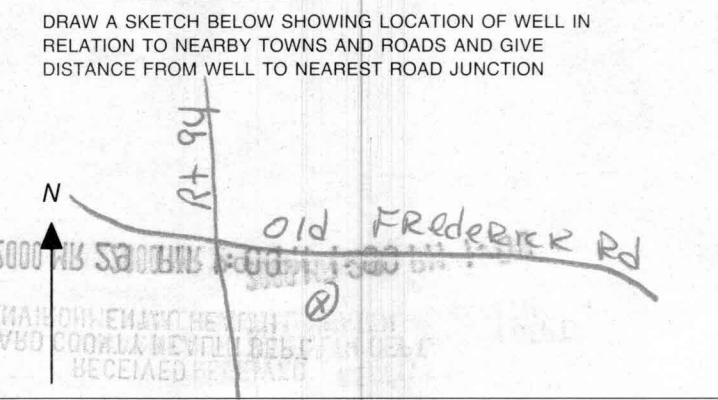 DRAW A SKETCH BELOW SHOWING LOCATION OF WELL IN
RELATION TO NEARBY TOWNS AND ROADS AND GIVE
DISTANCE FROM WELL TO NEAREST ROAD JUNCTION
Rt 94
N
Old FRedeRick Rd
RECEIVED